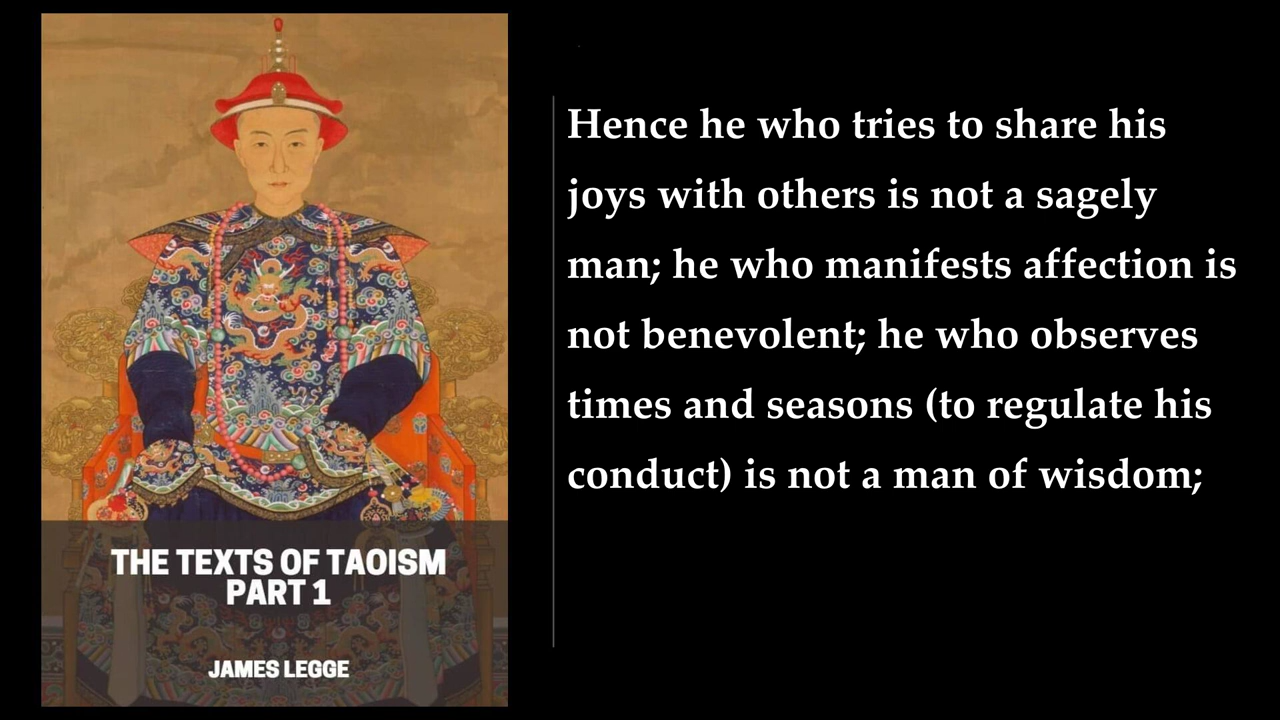 Hence he who tries to share his
joys with others is not a sagely
man; he who manifests affection is
not benevolent; he who observes
times and seasons (to regulate his
conduct) is not a man of wisdom;
THE TEXTS OF TAOISM
PART 1
JAMES LEGGE